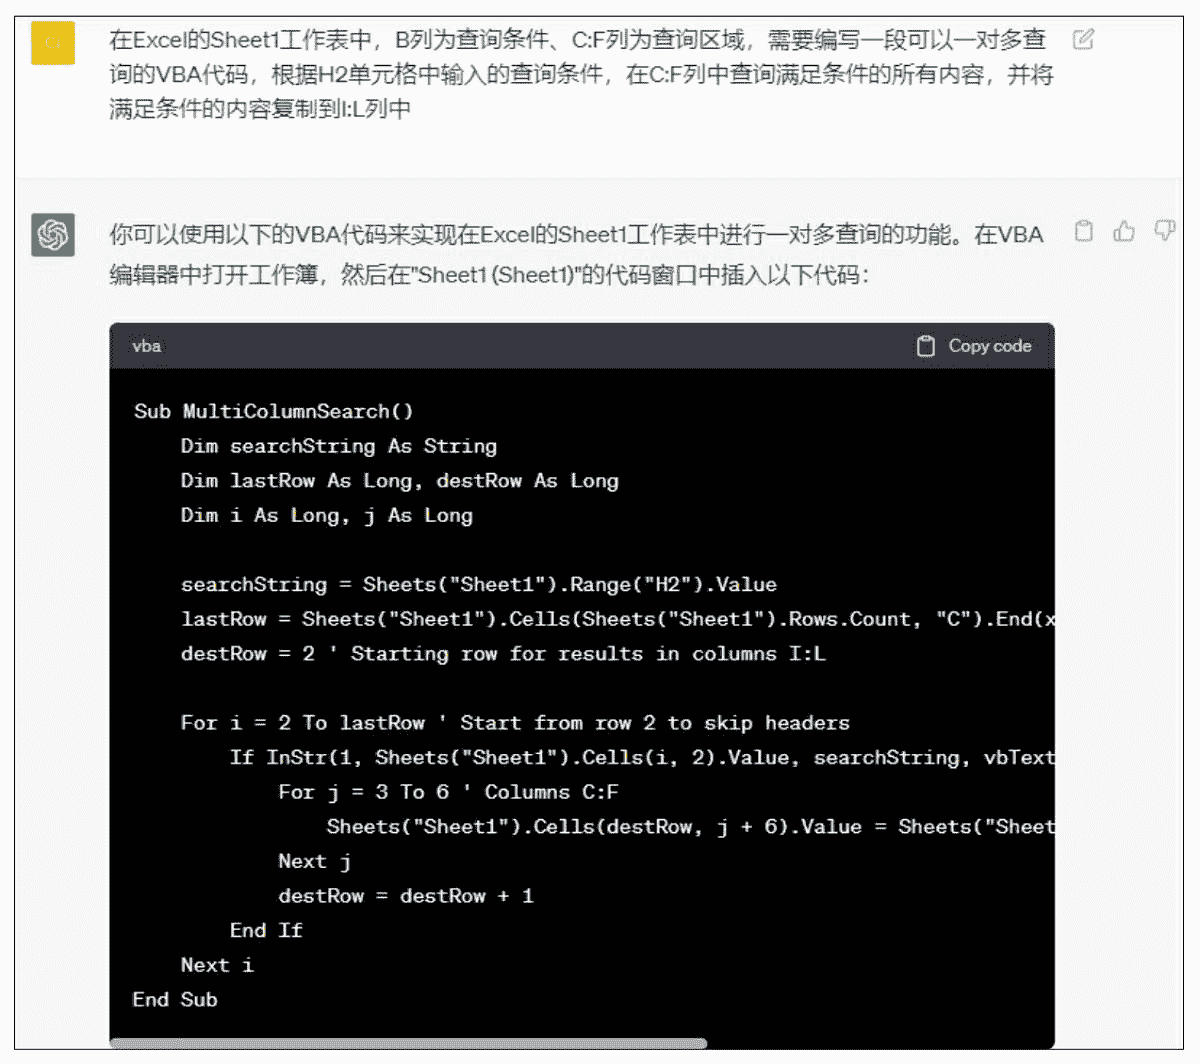 在Excel的Sheet1工作表中，B列为查询条件、C:F列为查询区域，需要编写一段可以一对多查
询的VBA代码，根据H2单元格中输入的查询条件，在C:F列中查询满足条件的所有内容，并将
满足条件的内容复制到I:L列中
你可以使用以下的VBA代码来实现在Excel的Sheet1工作表中进行一对多查询的功能。在VBA
编辑器中打开工作簿，然后在"Sheet1 (Sheet1)"的代码窗口中插入以下代码：
vba
Copy code
Sub MultiColumnSearch()
    Dim searchString As String
    Dim lastRow As Long, destRow As Long
    Dim i As Long, j As Long
    searchString = Sheets("Sheet1").Range("H2").Value
    lastRow = Sheets("Sheet1").Cells(Sheets("Sheet1").Rows.Count, "C").End(x
    destRow = 2 ' Starting row for results in columns I:L
    For i = 2 To lastRow ' Start from row 2 to skip headers
        If InStr(1, Sheets("Sheet1").Cells(i, 2).Value, searchString, vbText
            For j = 3 To 6 ' Columns C:F
                Sheets("Sheet1").Cells(destRow, j + 6).Value = Sheets("Sheet
            Next j
            destRow = destRow + 1
        End If
    Next i
End Sub